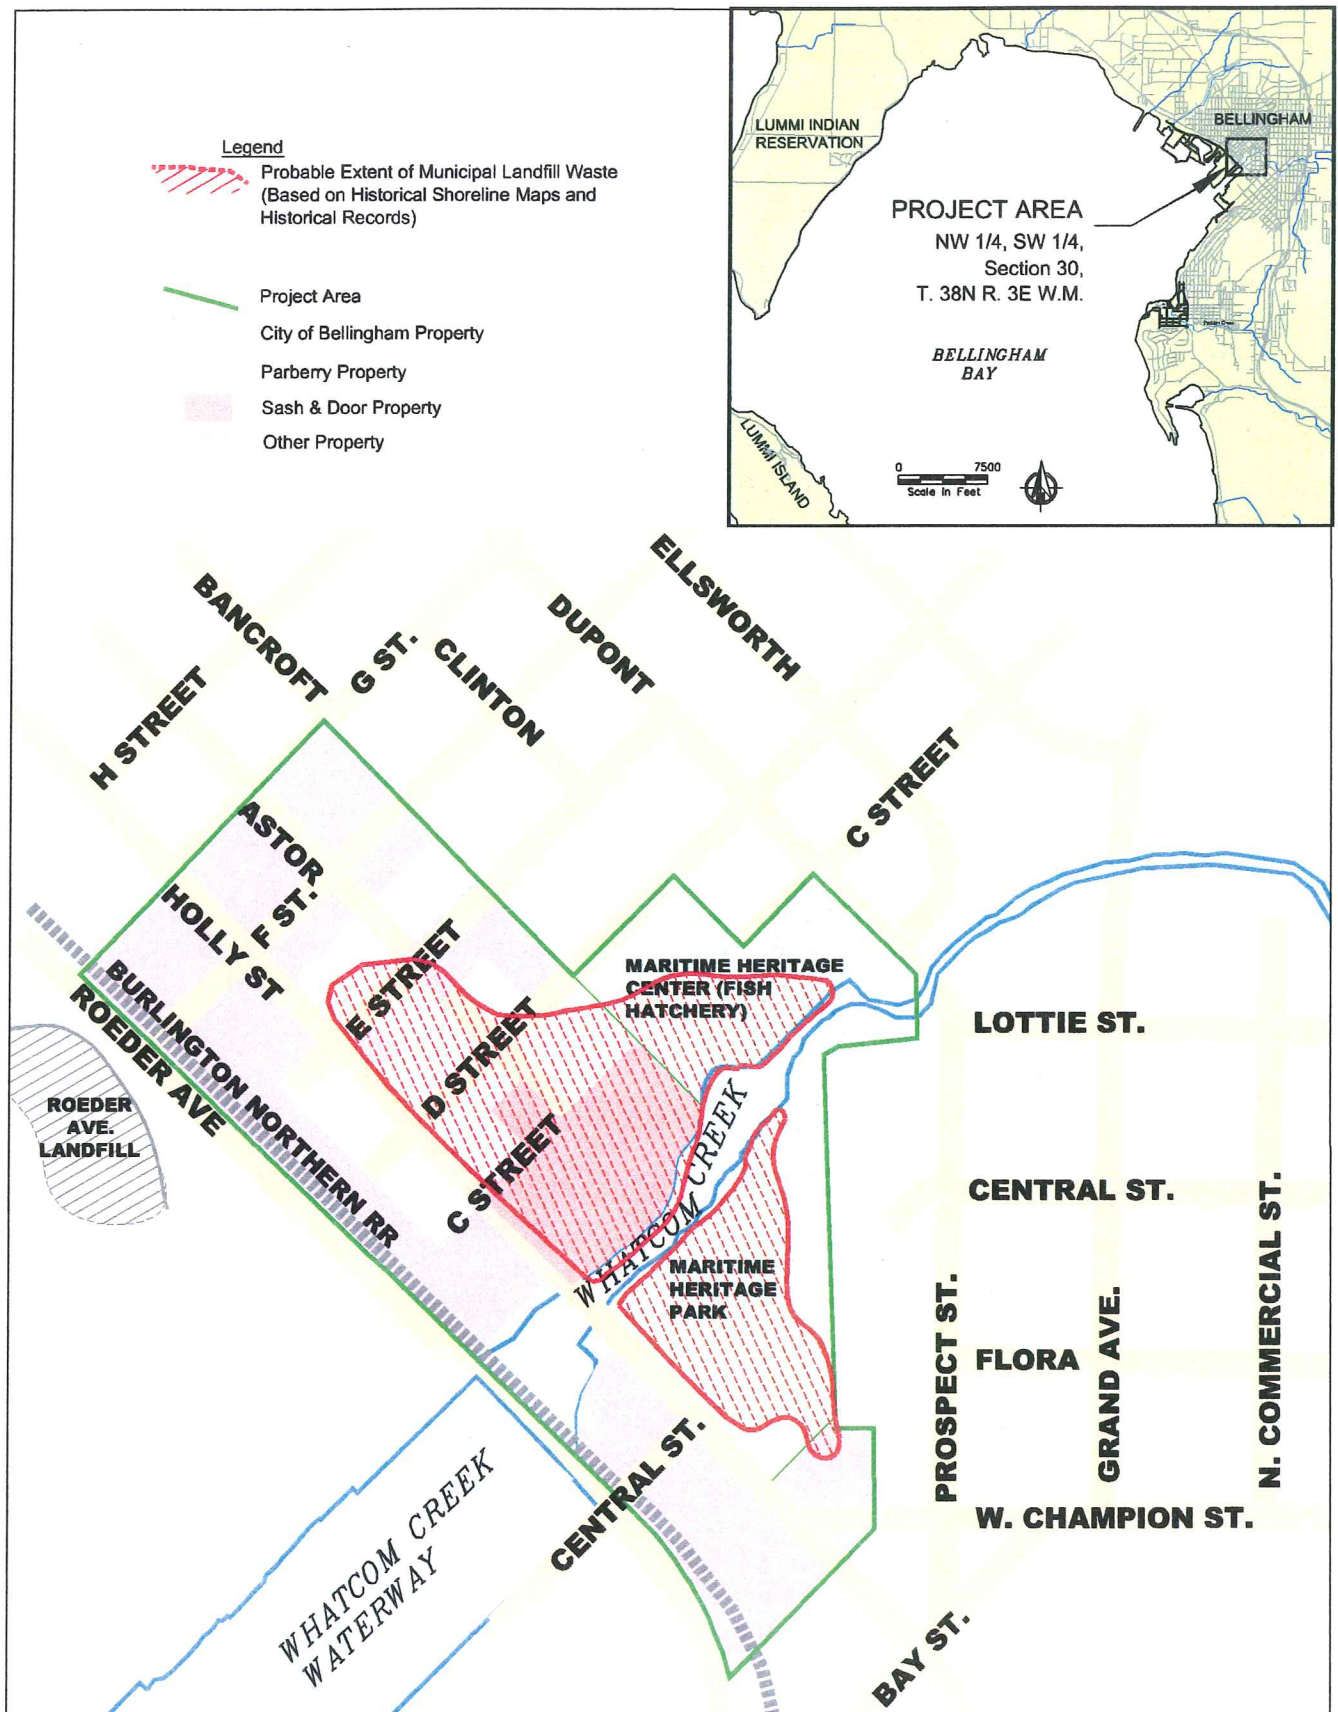 Legend
Probable Extent of Municipal Landfill Waste
(Based on Historical Shoreline Maps and
Historical Records)
Project Area
City of Bellingham Property
Parberry Property
Sash & Door Property
Other Property
LUMMI INDIAN
RESERVATION
BELLINGHAM
PROJECT AREA
NW 1/4, SW 1/4,
Section 30,
T. 38N R. 3E W.M.
BELLINGHAM
BAY
LUMMI ISLAND
0 7500
Scale In Feet
ELLSWORTH
DUPONT
BANCROFT
G ST.
CLINTON
H STREET
C STREET
ASTOR
F ST.
HOLLY ST
E STREET
MARITIME HERITAGE
CENTER (FISH
HATCHERY)
BURLINGTON NORTHERN RR
ROEDER AVE
D STREET
LOTTIE ST.
ROEDER
AVE.
LANDFILL
C STREET
WHATCOM CREEK
CENTRAL ST.
MARITIME
HERITAGE
PARK
PROSPECT ST.
FLORA
GRAND AVE.
N. COMMERCIAL ST.
CENTRAL ST.
WHATCOM CREEK
WATERWAY
W. CHAMPION ST.
BAY ST.